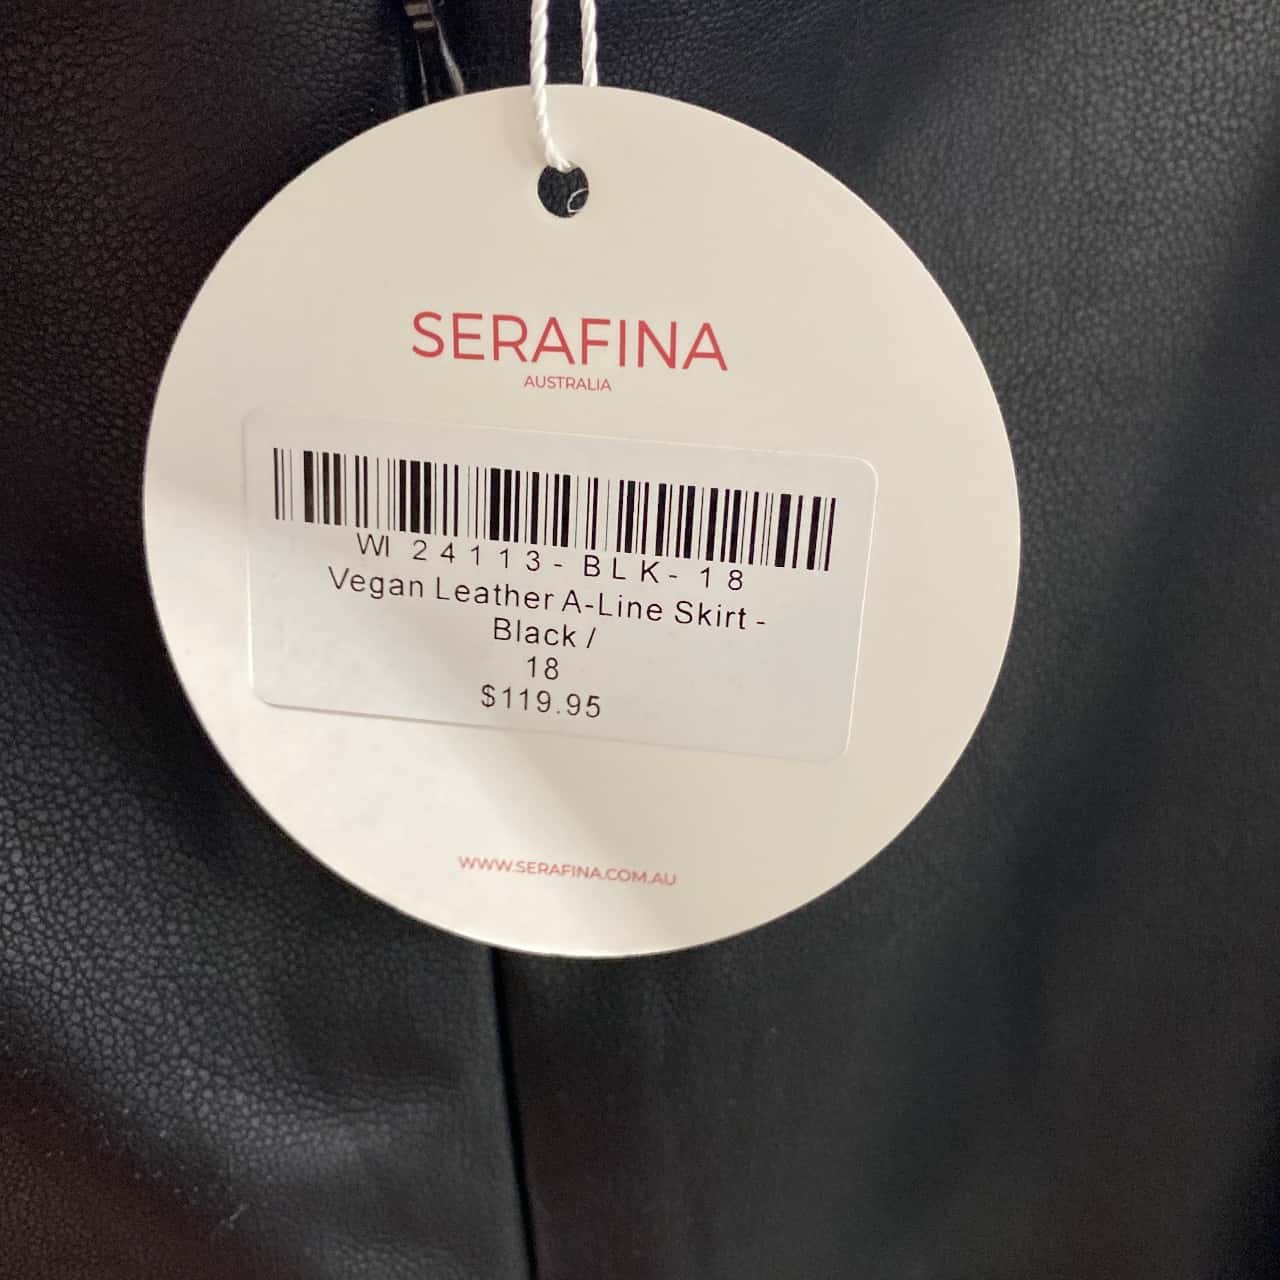 SERAFINA
AUSTRALIA
WI 24113-BLK-18
Vegan Leather A-Line Skirt -
Black /
18
$119.95
WWW.SERAFINA.COM.AU